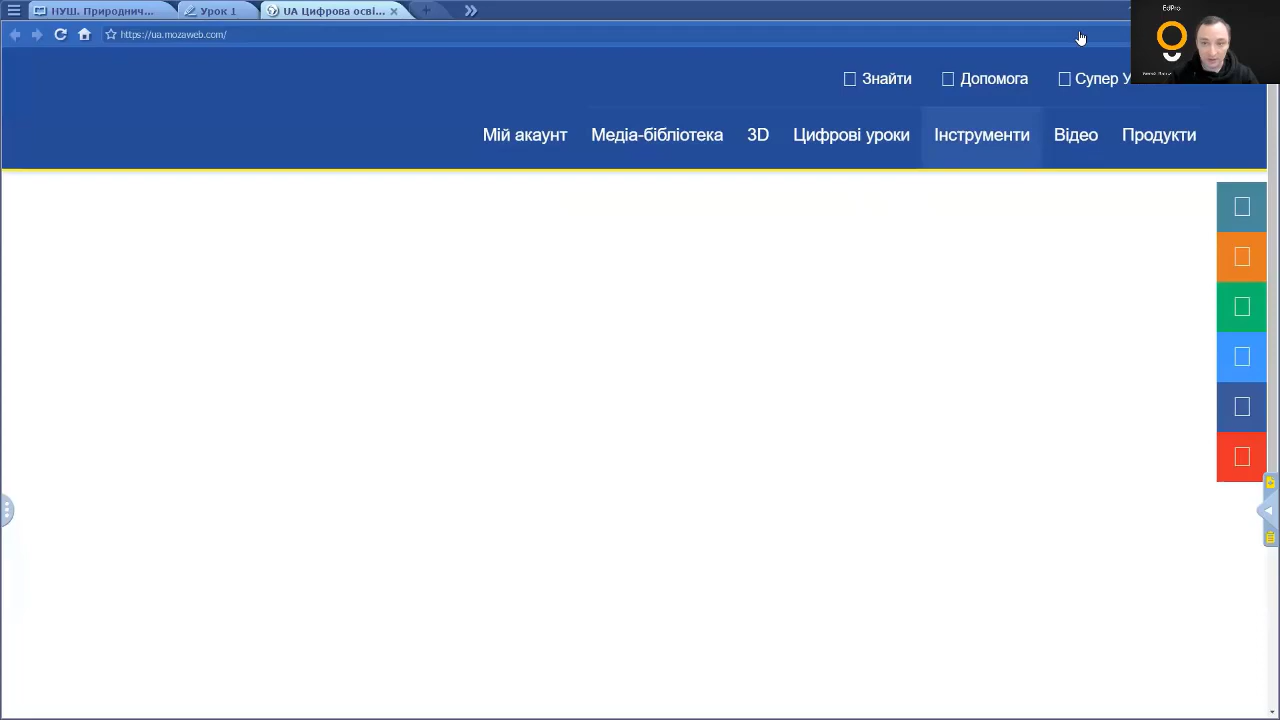 НУШ. Природнич...
Урок 1
UA Цифрова осві...
https://ua.mozaweb.com/
EdPro
Знайти
Допомога
Супер У
Мій акаунт
Медіа-бібліотека
3D
Цифрові уроки
Інструменти
Відео
Продукти